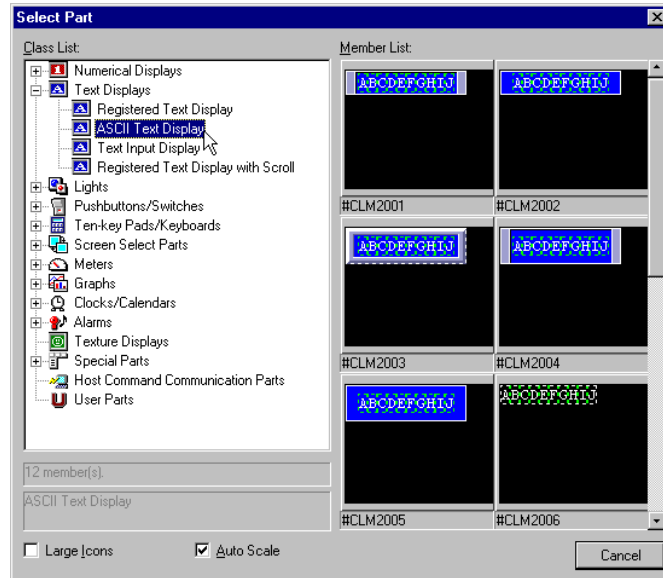 Select Part
Class List:
Numerical Displays
Text Displays
Registered Text Display
ASCII Text Display
Text Input Display
Registered Text Display with Scroll
Lights
Pushbuttons/Switches
Ten-key Pads/Keyboards
Screen Select Parts
Meters
Graphs
Clocks/Calendars
Alarms
Texture Displays
Special Parts
Host Command Communication Parts
User Parts
12 member(s).
ASCII Text Display
Large Icons
Auto Scale
Member List:
ABCDEFGHIJ
ABCDEFGHIJ
#CLM2001
#CLM2002
ABCDEFGHIJ
ABCDEFGHIJ
#CLM2003
#CLM2004
ABCDEFGHIJ
ABCDEFGHIJ
#CLM2005
#CLM2006
Cancel